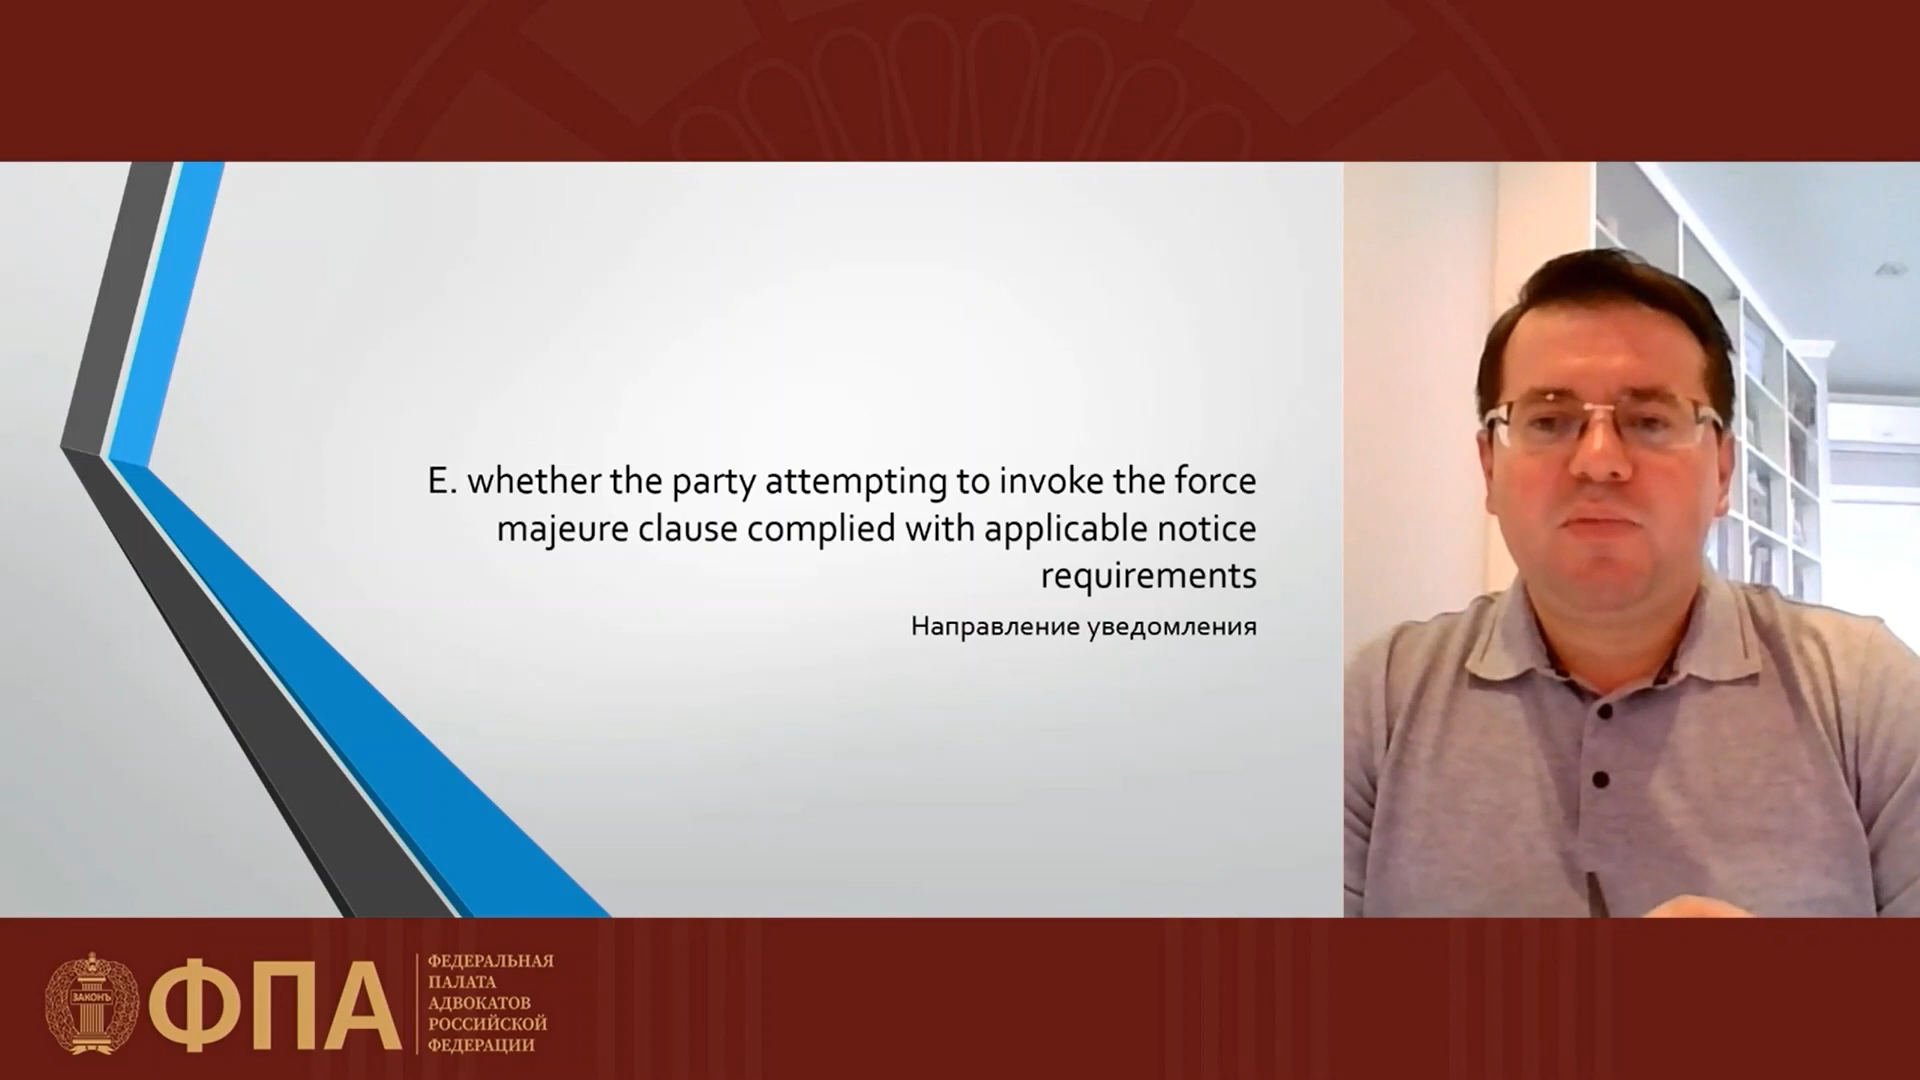 E. whether the party attempting to invoke the force
majeure clause complied with applicable notice
requirements
Направление уведомления
ЗАКОНЪ
ФПА
ФЕДЕРАЛЬНАЯ
ПАЛАТА
АДВОКАТОВ
РОССИЙСКОЙ
ФЕДЕРАЦИИ